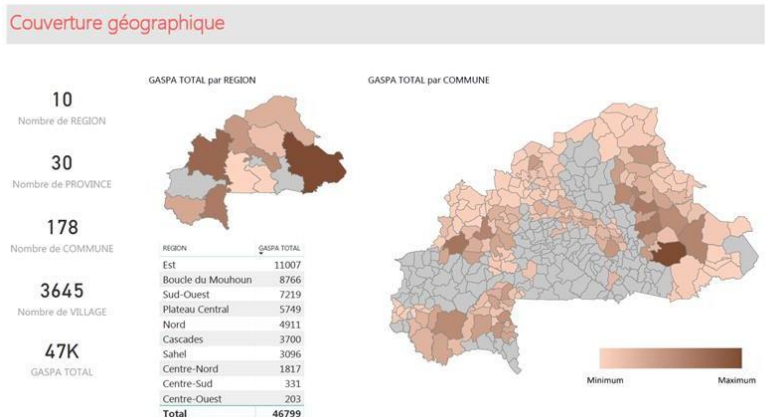 Couverture géographique
10
Nombre de REGION
30
Nombre de PROVINCE
178
Nombre de COMMUNE
3645
Nombre de VILLAGE
47K
GASPA TOTAL
GASPA TOTAL par REGION
REGION GASPA TOTAL
Est 11007
Boucle du Mouhoun 8766
Sud-Ouest 7219
Plateau Central 5749
Nord 4911
Cascades 3700
Sahel 3096
Centre-Nord 1817
Centre-Sud 331
Centre-Ouest 203
Total 46799
GASPA TOTAL par COMMUNE
Minimum Maximum